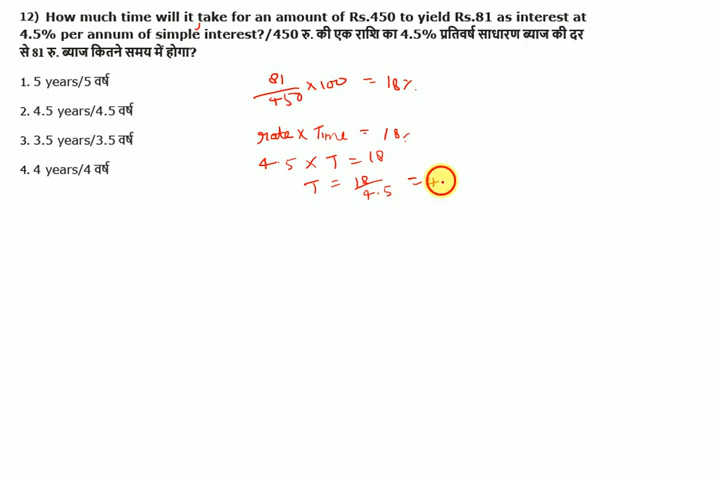 12) How much time will it take for an amount of Rs.450 to yield Rs.81 as interest at
4.5% per annum of simple interest?/450 रु. की एक राशि का 4.5% प्रतिवर्ष साधारण ब्याज की दर
से 81 रु. ब्याज कितने समय में होगा?
1. 5 years/5 वर्ष
2. 4.5 years/4.5 वर्ष
3. 3.5 years/3.5 वर्ष
4. 4 years/4 वर्ष
81/450 × 100 = 18%.
rate × Time = 18%
4.5 × T = 18
T = 18/4.5 =